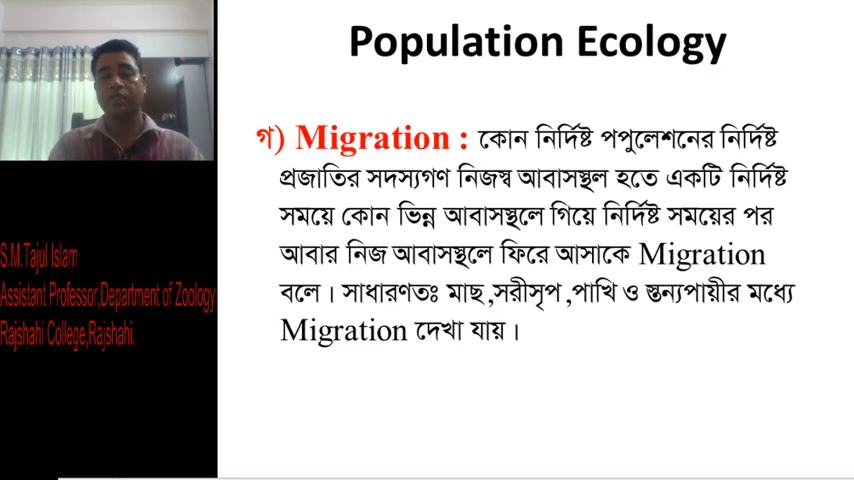 Population Ecology
গ) Migration : কোন নির্দিষ্ট পপুলেশনের নির্দিষ্ট
প্রজাতির সদস্যগণ নিজস্ব আবাসস্থল হতে একটি নির্দিষ্ট
সময়ে কোন ভিন্ন আবাসস্থলে গিয়ে নির্দিষ্ট সময়ের পর
আবার নিজ আবাসস্থলে ফিরে আসাকে Migration
বলে। সাধারণতঃ মাছ ,সরীসৃপ ,পাখি ও স্তন্যপায়ীর মধ্যে
Migration দেখা যায়।
S.M.Tajul Islam
Assistant Professor,Department of Zoology
Rajshahi College,Rajshahi.